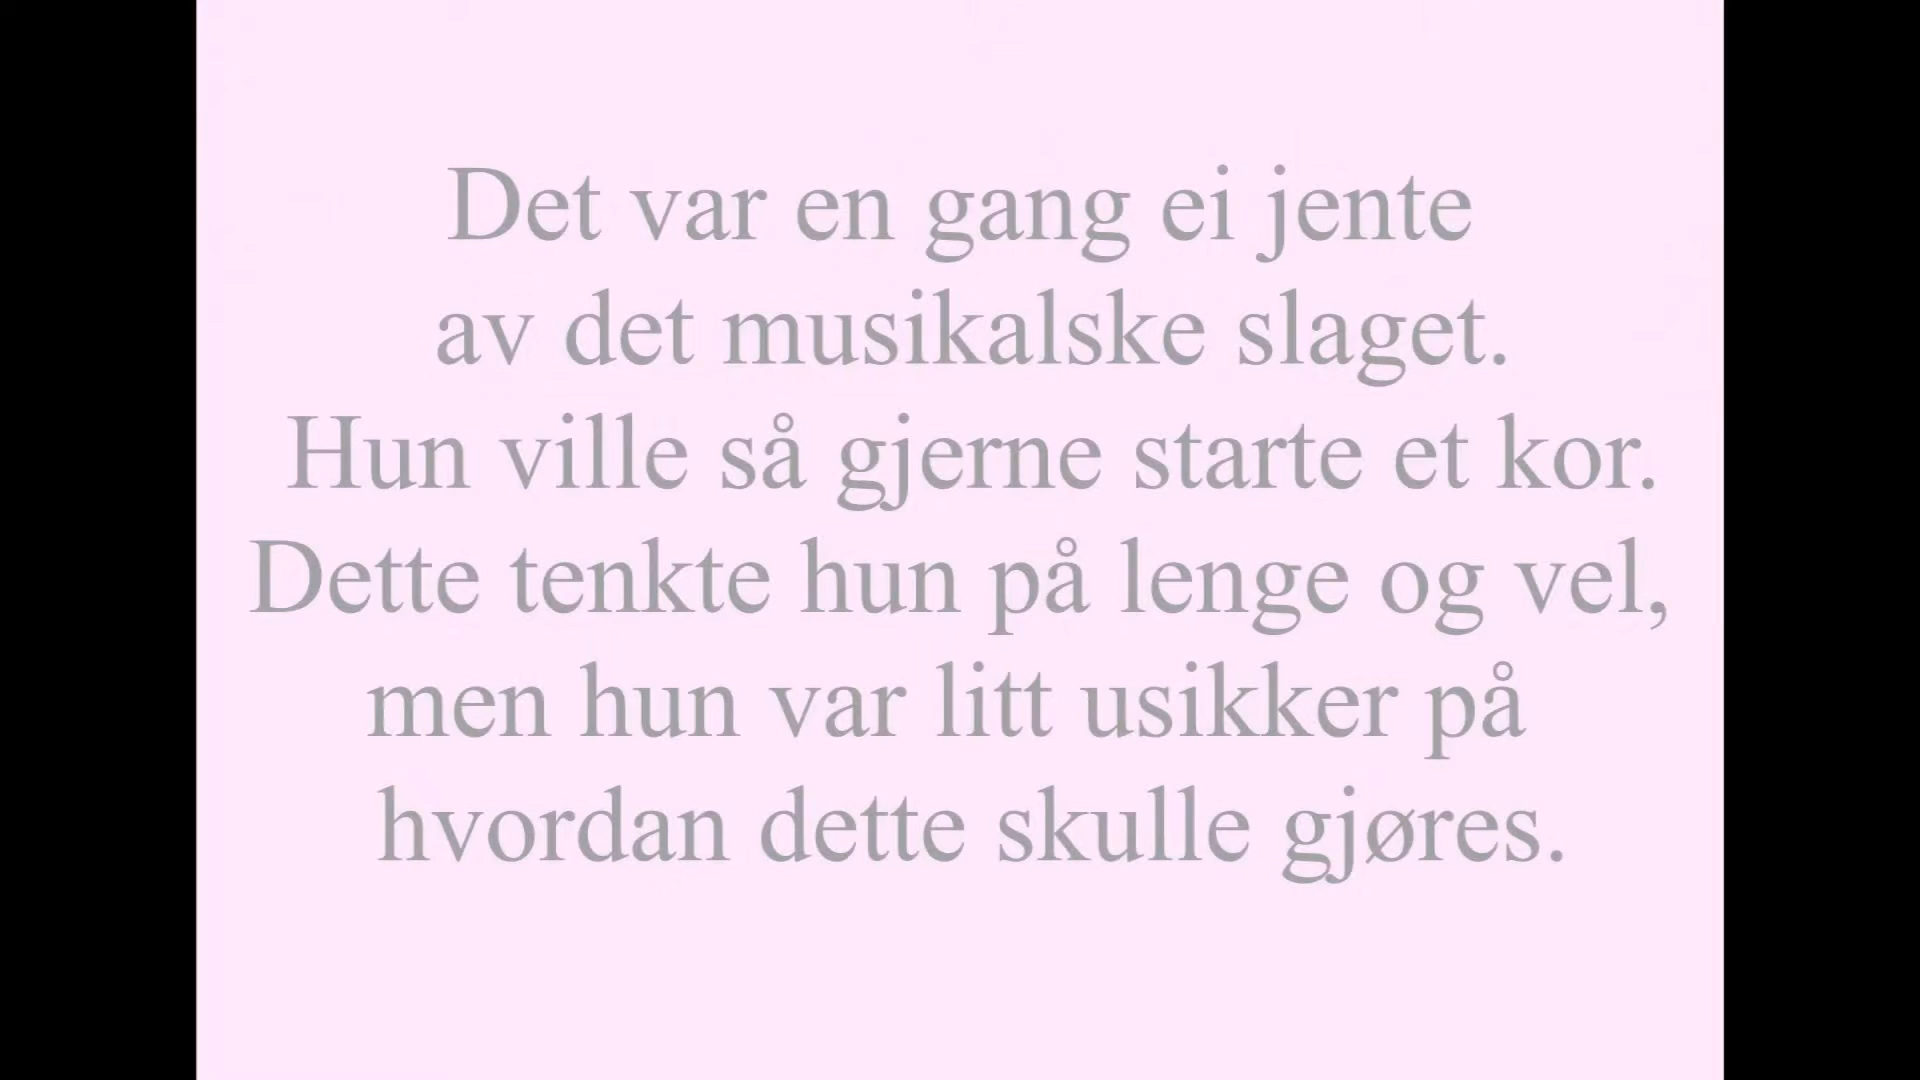 Det var en gang ei jente
av det musikalske slaget.
Hun ville så gjerne starte et kor.
Dette tenkte hun på lenge og vel,
men hun var litt usikker på
hvordan dette skulle gjøres.